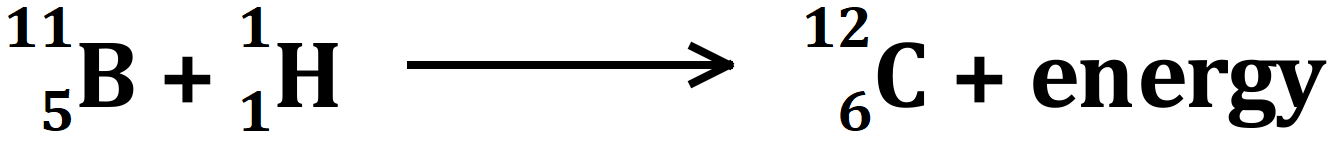 ¹¹₅B + ¹₁H ⟶ ¹²₆C + energy